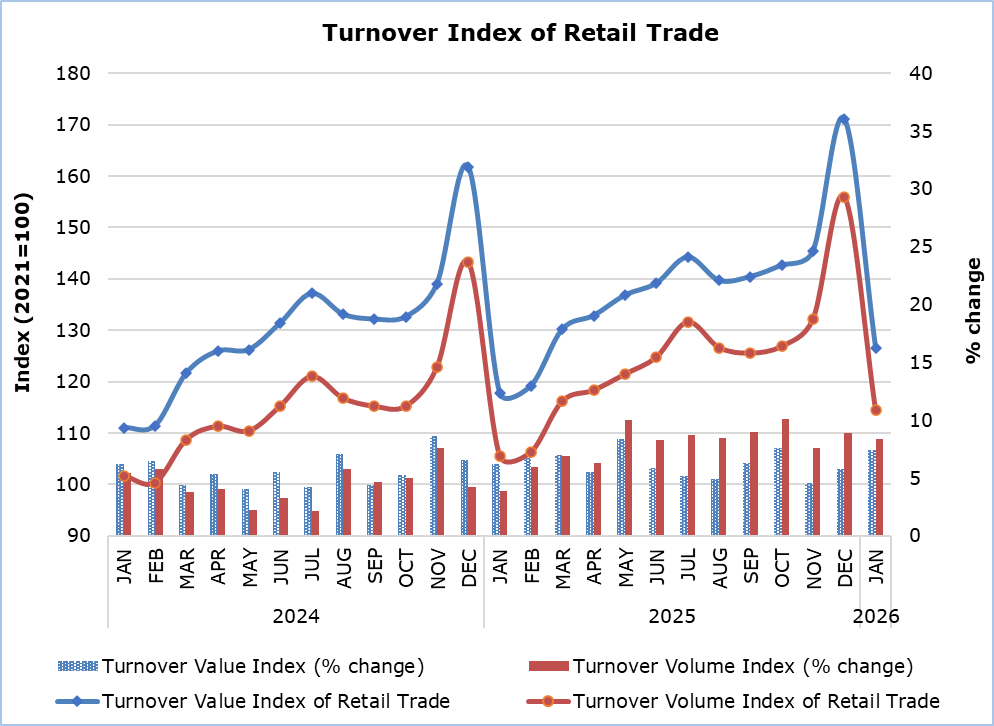 Turnover Index of Retail Trade
180
170
160
150
140
130
120
110
100
90
Index (2021=100)
40
35
30
25
20
15
10
5
0
% change
JAN FEB MAR APR MAY JUN JUL AUG SEP OCT NOV DEC JAN FEB MAR APR MAY JUN JUL AUG SEP OCT NOV DEC JAN
2024 2025 2026
Turnover Value Index (% change) Turnover Volume Index (% change)
Turnover Value Index of Retail Trade Turnover Volume Index of Retail Trade